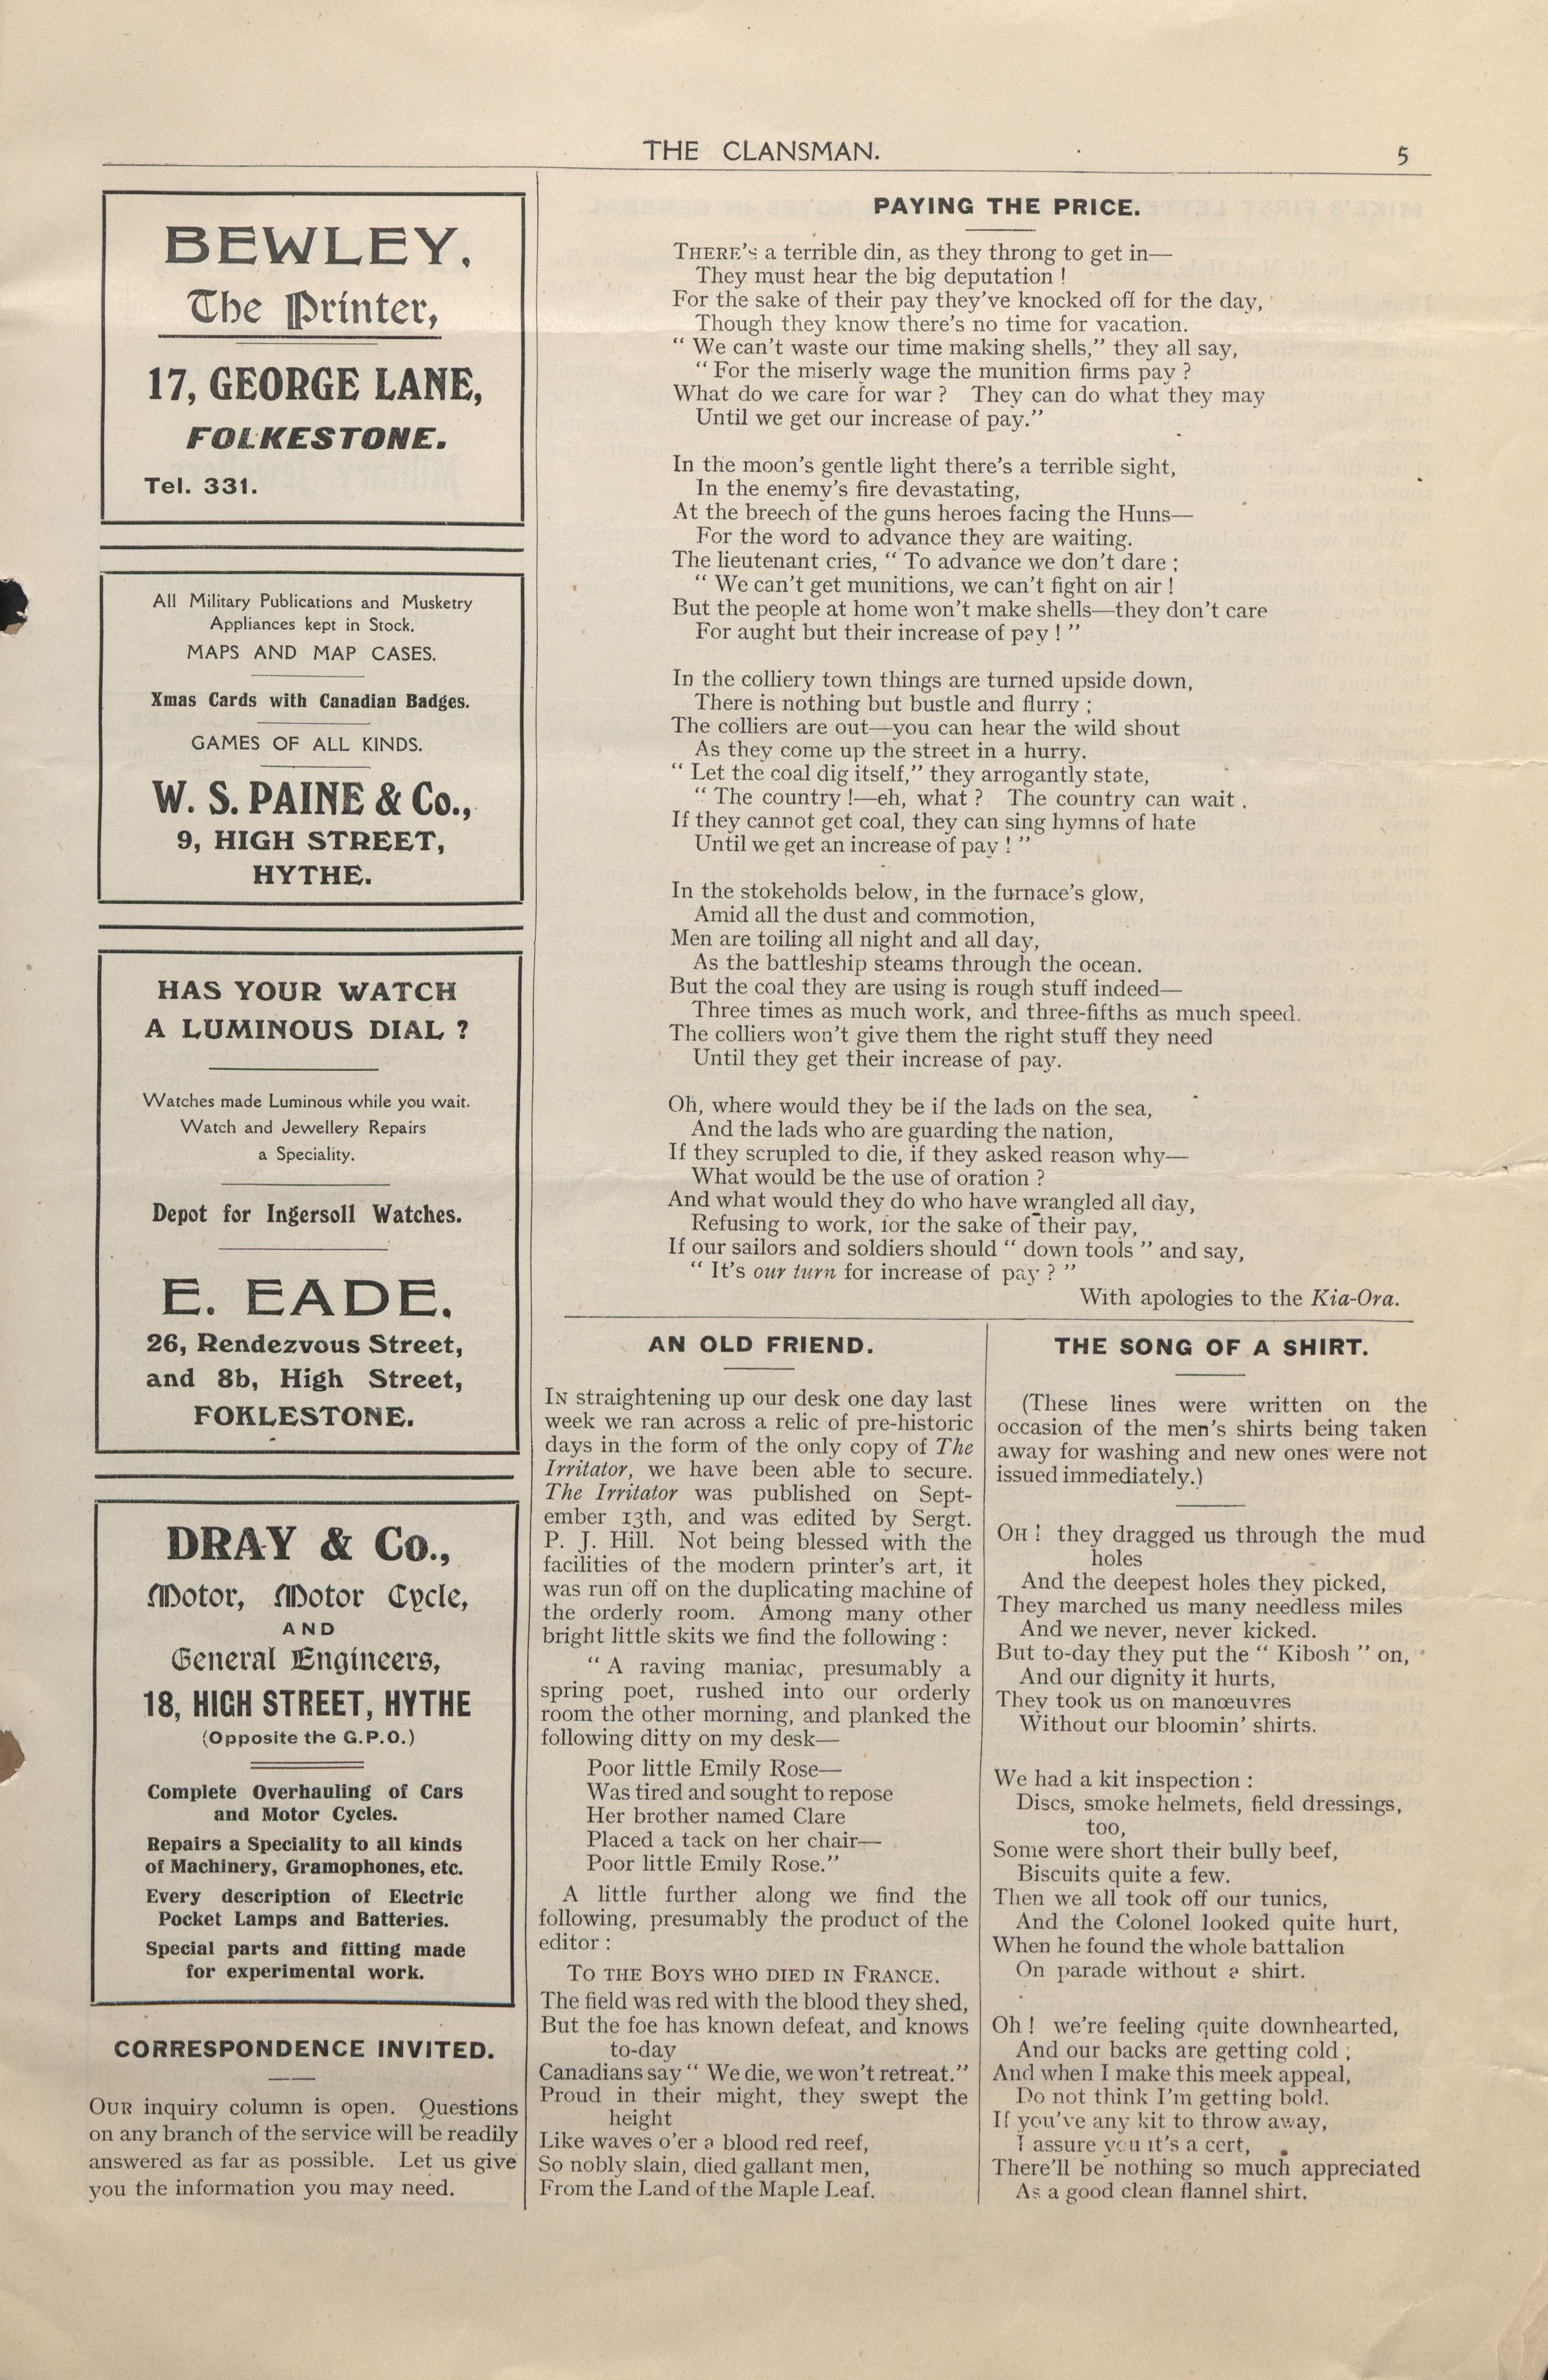 THE CLANSMAN.
5
BEWLEY.
The Printer,
17, GEORGE LANE,
FOLKESTONE.
Tel. 331.
All Military Publications and Musketry
Appliances kept in Stock.
MAPS AND MAP CASES.
Xmas Cards with Canadian Badges.
GAMES OF ALL KINDS.
W. S. PAINE & Co.,
9, HIGH STREET,
HYTHE.
HAS YOUR WATCH
A LUMINOUS DIAL ?
Watches made Luminous while you wait.
Watch and Jewellery Repairs
a Speciality.
Depot for Ingersoll Watches.
E. EADE.
26, Rendezvous Street,
and 8b, High Street,
FOKLESTONE.
DRAY & Co.,
Motor, Motor Cycle,
AND
General Engineers,
18, HIGH STREET, HYTHE
(Opposite the G.P.O.)
Complete Overhauling of Cars
and Motor Cycles.
Repairs a Speciality to all kinds
of Machinery, Gramophones, etc.
Every description of Electric
Pocket Lamps and Batteries.
Special parts and fitting made
for experimental work.
CORRESPONDENCE INVITED.
OUR inquiry column is open. Questions
on any branch of the service will be readily
answered as far as possible. Let us give
you the information you may need.
PAYING THE PRICE.
THERE'S a terrible din, as they throng to get in—
They must hear the big deputation !
For the sake of their pay they've knocked off for the day,
Though they know there's no time for vacation.
" We can't waste our time making shells," they all say,
" For the miserly wage the munition firms pay ?
What do we care for war ? They can do what they may
Until we get our increase of pay."
In the moon's gentle light there's a terrible sight,
In the enemy's fire devastating,
At the breech of the guns heroes facing the Huns—
For the word to advance they are waiting.
The lieutenant cries, " To advance we don't dare ;
" We can't get munitions, we can't fight on air !
But the people at home won't make shells—they don't care
For aught but their increase of pay ! "
In the colliery town things are turned upside down,
There is nothing but bustle and flurry ;
The colliers are out—you can hear the wild shout
As they come up the street in a hurry.
" Let the coal dig itself," they arrogantly state,
" The country !—eh, what ? The country can wait .
If they cannot get coal, they can sing hymns of hate
Until we get an increase of pay ! "
In the stokeholds below, in the furnace's glow,
Amid all the dust and commotion,
Men are toiling all night and all day,
As the battleship steams through the ocean.
But the coal they are using is rough stuff indeed—
Three times as much work, and three-fifths as much speed.
The colliers won't give them the right stuff they need
Until they get their increase of pay.
Oh, where would they be if the lads on the sea,
And the lads who are guarding the nation,
If they scrupled to die, if they asked reason why—
What would be the use of oration ?
And what would they do who have wrangled all day,
Refusing to work, for the sake of their pay,
If our sailors and soldiers should " down tools " and say,
" It's our turn for increase of pay ? "
With apologies to the Kia-Ora.
AN OLD FRIEND.
IN straightening up our desk one day last
week we ran across a relic of pre-historic
days in the form of the only copy of The
Irritator, we have been able to secure.
The Irritator was published on Sept-
ember 13th, and was edited by Sergt.
P. J. Hill. Not being blessed with the
facilities of the modern printer's art, it
was run off on the duplicating machine of
the orderly room. Among many other
bright little skits we find the following :
" A raving maniac, presumably a
spring poet, rushed into our orderly
room the other morning, and planked the
following ditty on my desk—
Poor little Emily Rose—
Was tired and sought to repose
Her brother named Clare
Placed a tack on her chair—
Poor little Emily Rose."
A little further along we find the
following, presumably the product of the
editor :
TO THE BOYS WHO DIED IN FRANCE.
The field was red with the blood they shed,
But the foe has known defeat, and knows
to-day
Canadians say " We die, we won't retreat."
Proud in their might, they swept the
height
Like waves o'er a blood red reef,
So nobly slain, died gallant men,
From the Land of the Maple Leaf.
THE SONG OF A SHIRT.
(These lines were written on the
occasion of the men's shirts being taken
away for washing and new ones were not
issued immediately.)
OH ! they dragged us through the mud
holes
And the deepest holes they picked,
They marched us many needless miles
And we never, never kicked.
But to-day they put the " Kibosh " on,
And our dignity it hurts,
They took us on manœuvres
Without our bloomin' shirts.
We had a kit inspection :
Discs, smoke helmets, field dressings,
too,
Some were short their bully beef,
Biscuits quite a few.
Then we all took off our tunics,
And the Colonel looked quite hurt,
When he found the whole battalion
On parade without a shirt.
Oh ! we're feeling quite downhearted,
And our backs are getting cold ;
And when I make this meek appeal,
Do not think I'm getting bold.
If you've any kit to throw away,
I assure you it's a cert,
There'll be nothing so much appreciated
As a good clean flannel shirt.